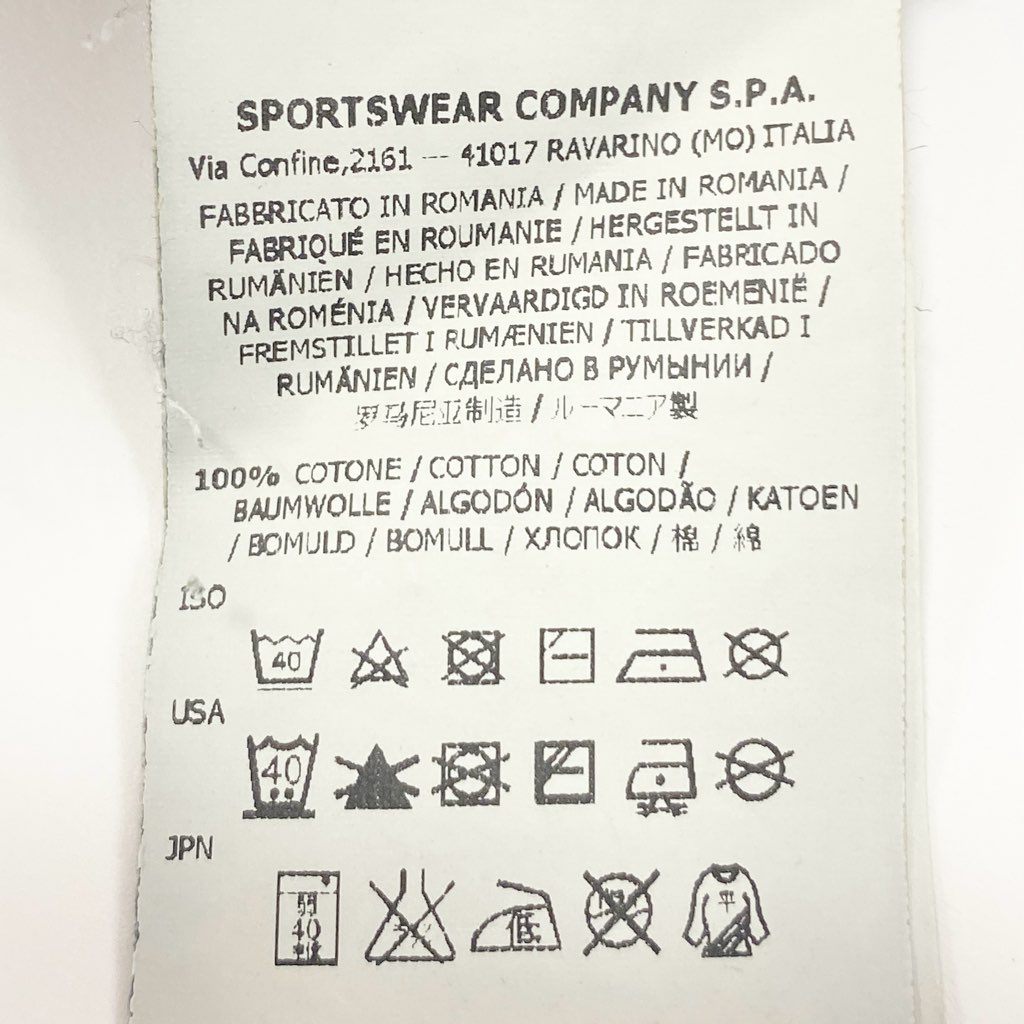 SPORTSWEAR COMPANY S.P.A.
Via Confine,2161 --- 41017 RAVARINO (MO) ITALIA
FABBRICATO IN ROMANIA / MADE IN ROMANIA /
FABRIQUÉ EN ROUMANIE / HERGESTELLT IN
RUMÄNIEN / HECHO EN RUMANIA / FABRICADO
NA ROMÉNIA / VERVAARDIGD IN ROEMENIË /
FREMSTILLET I RUMÆNIEN / TILLVERKAD I
RUMÄNIEN / СДЕЛАНО В РУМЫНИИ /
罗马尼亚制造 / ルーマニア製
100% COTONE / COTTON / COTON /
BAUMWOLLE / ALGODÓN / ALGODÃO / KATOEN
/ BOMULD / BOMULL / ХЛОПОК / 棉 / 綿
ISO
40
USA
40
JPN
弱
40
低
平